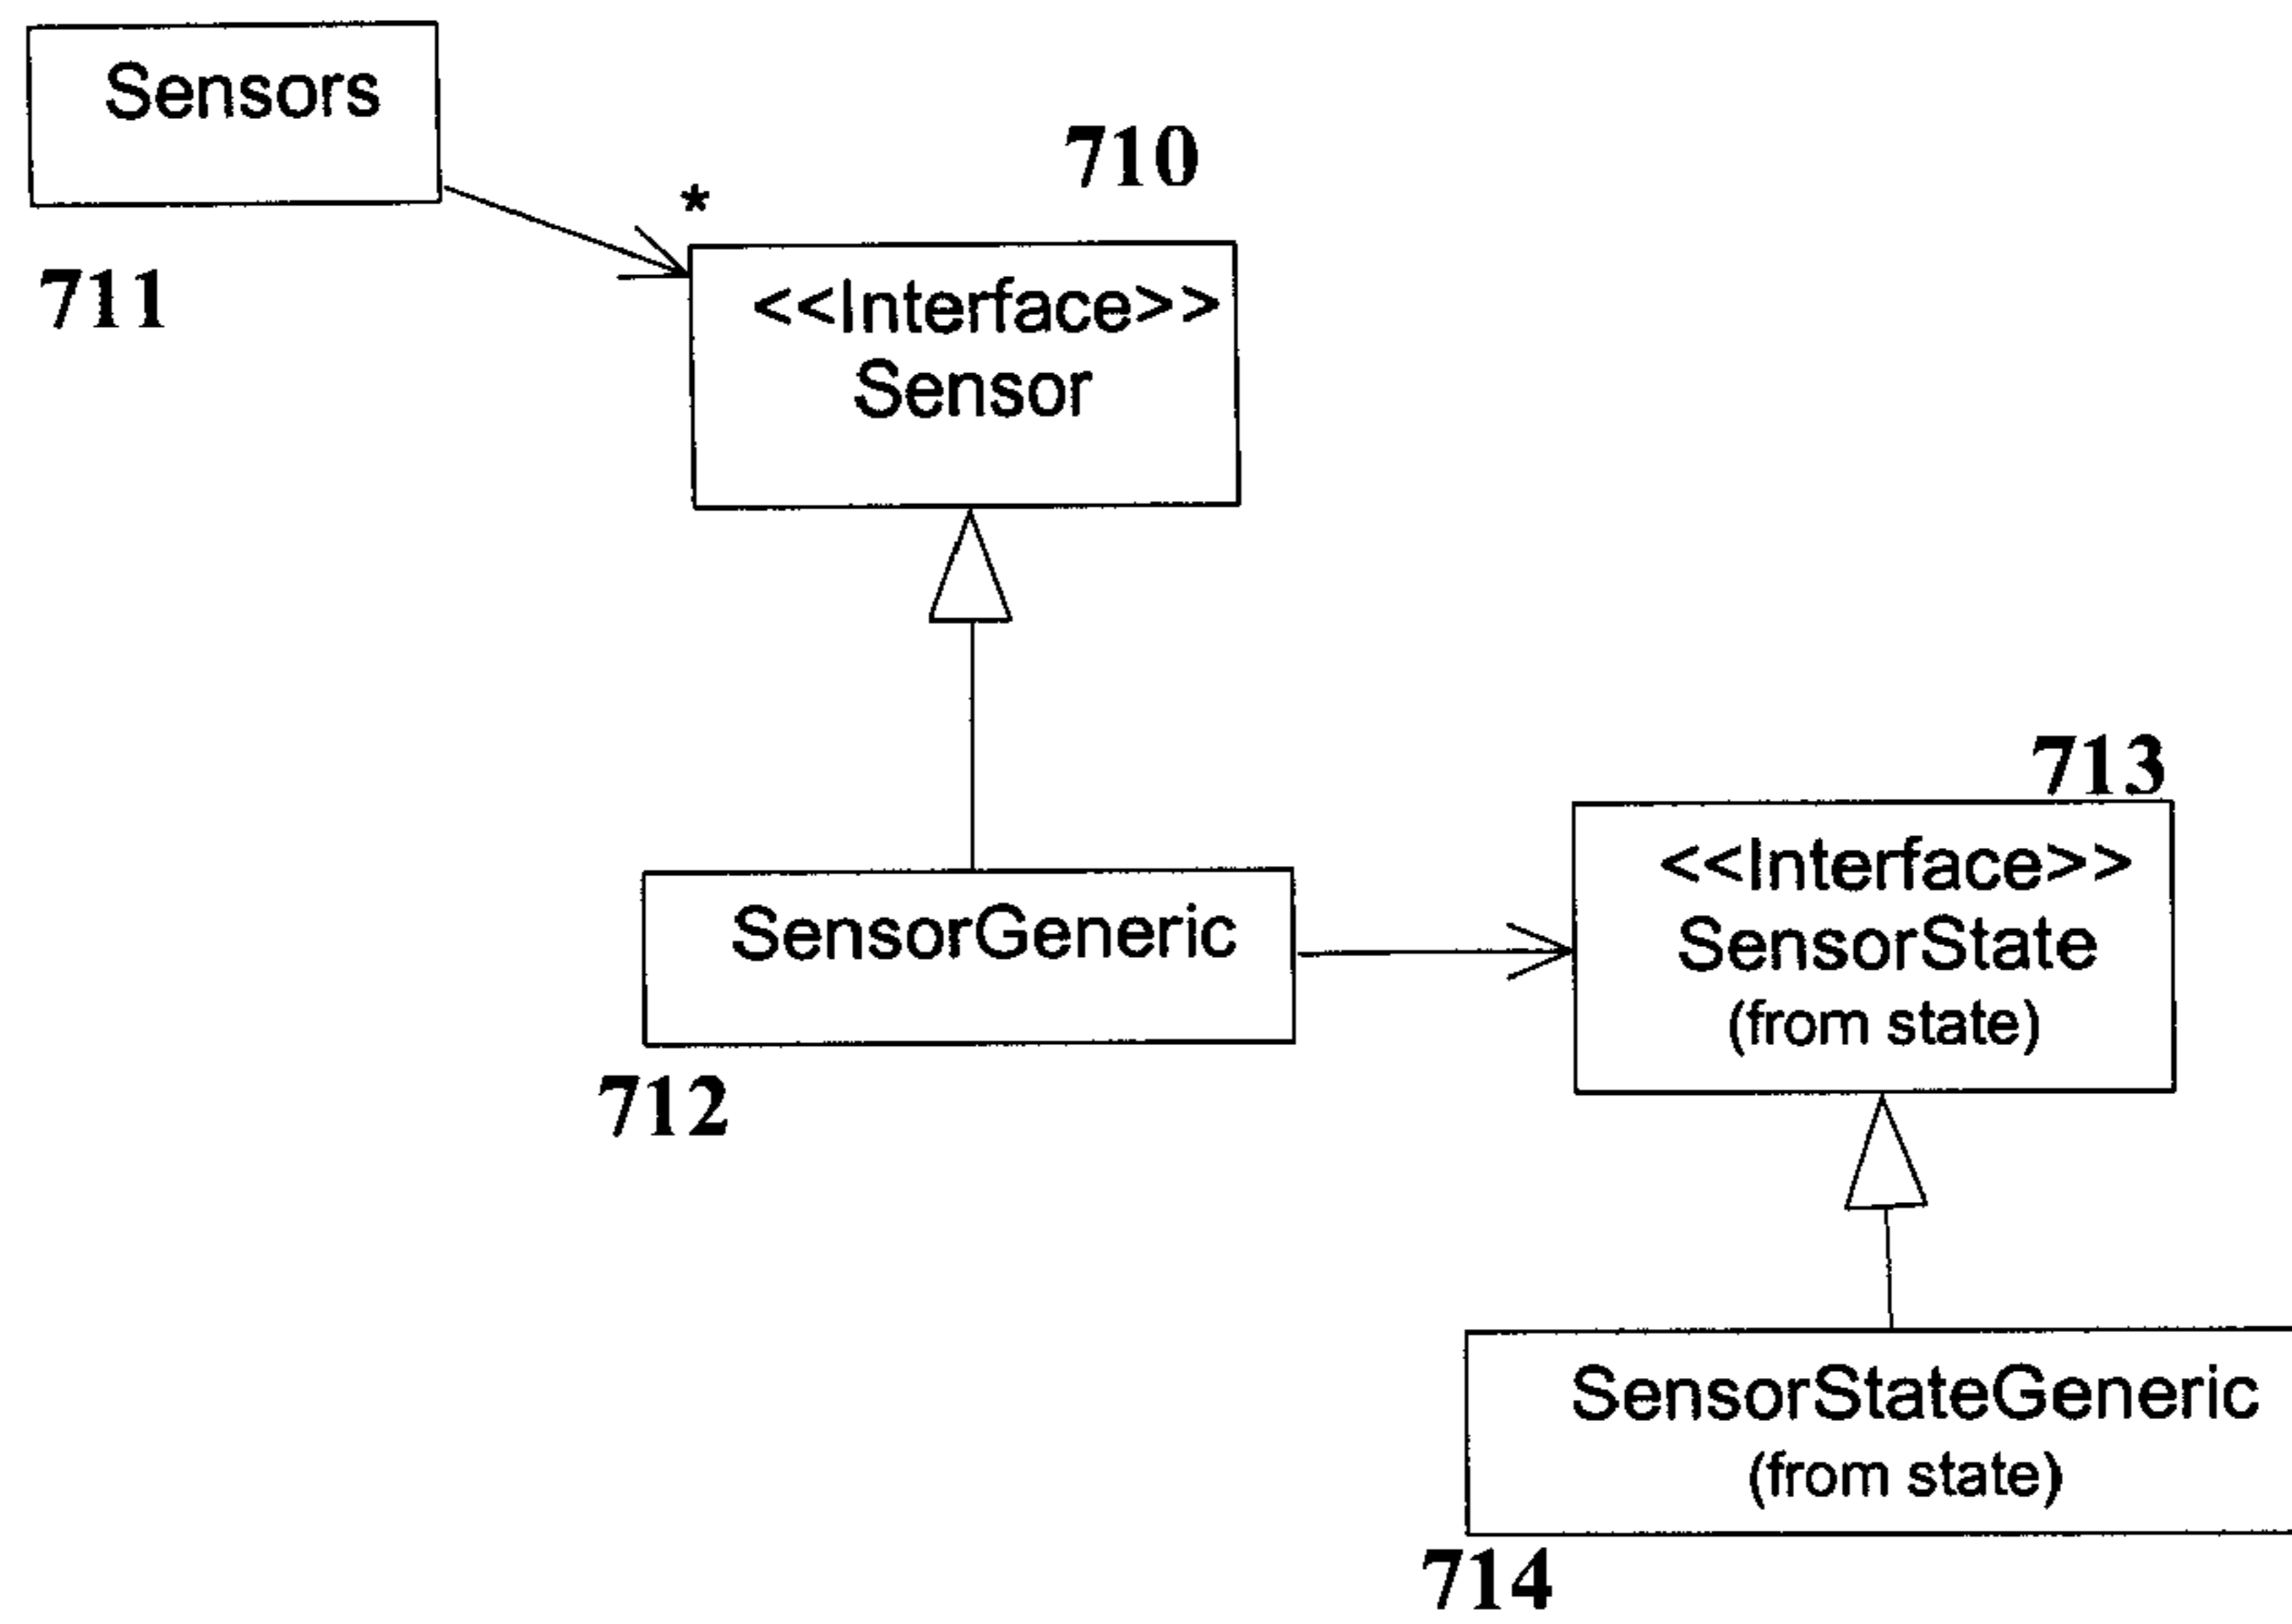 Sensors
711
710
*
<<Interface>>
Sensor
SensorGeneric
712
713
<<Interface>>
SensorState
(from state)
SensorStateGeneric
(from state)
714